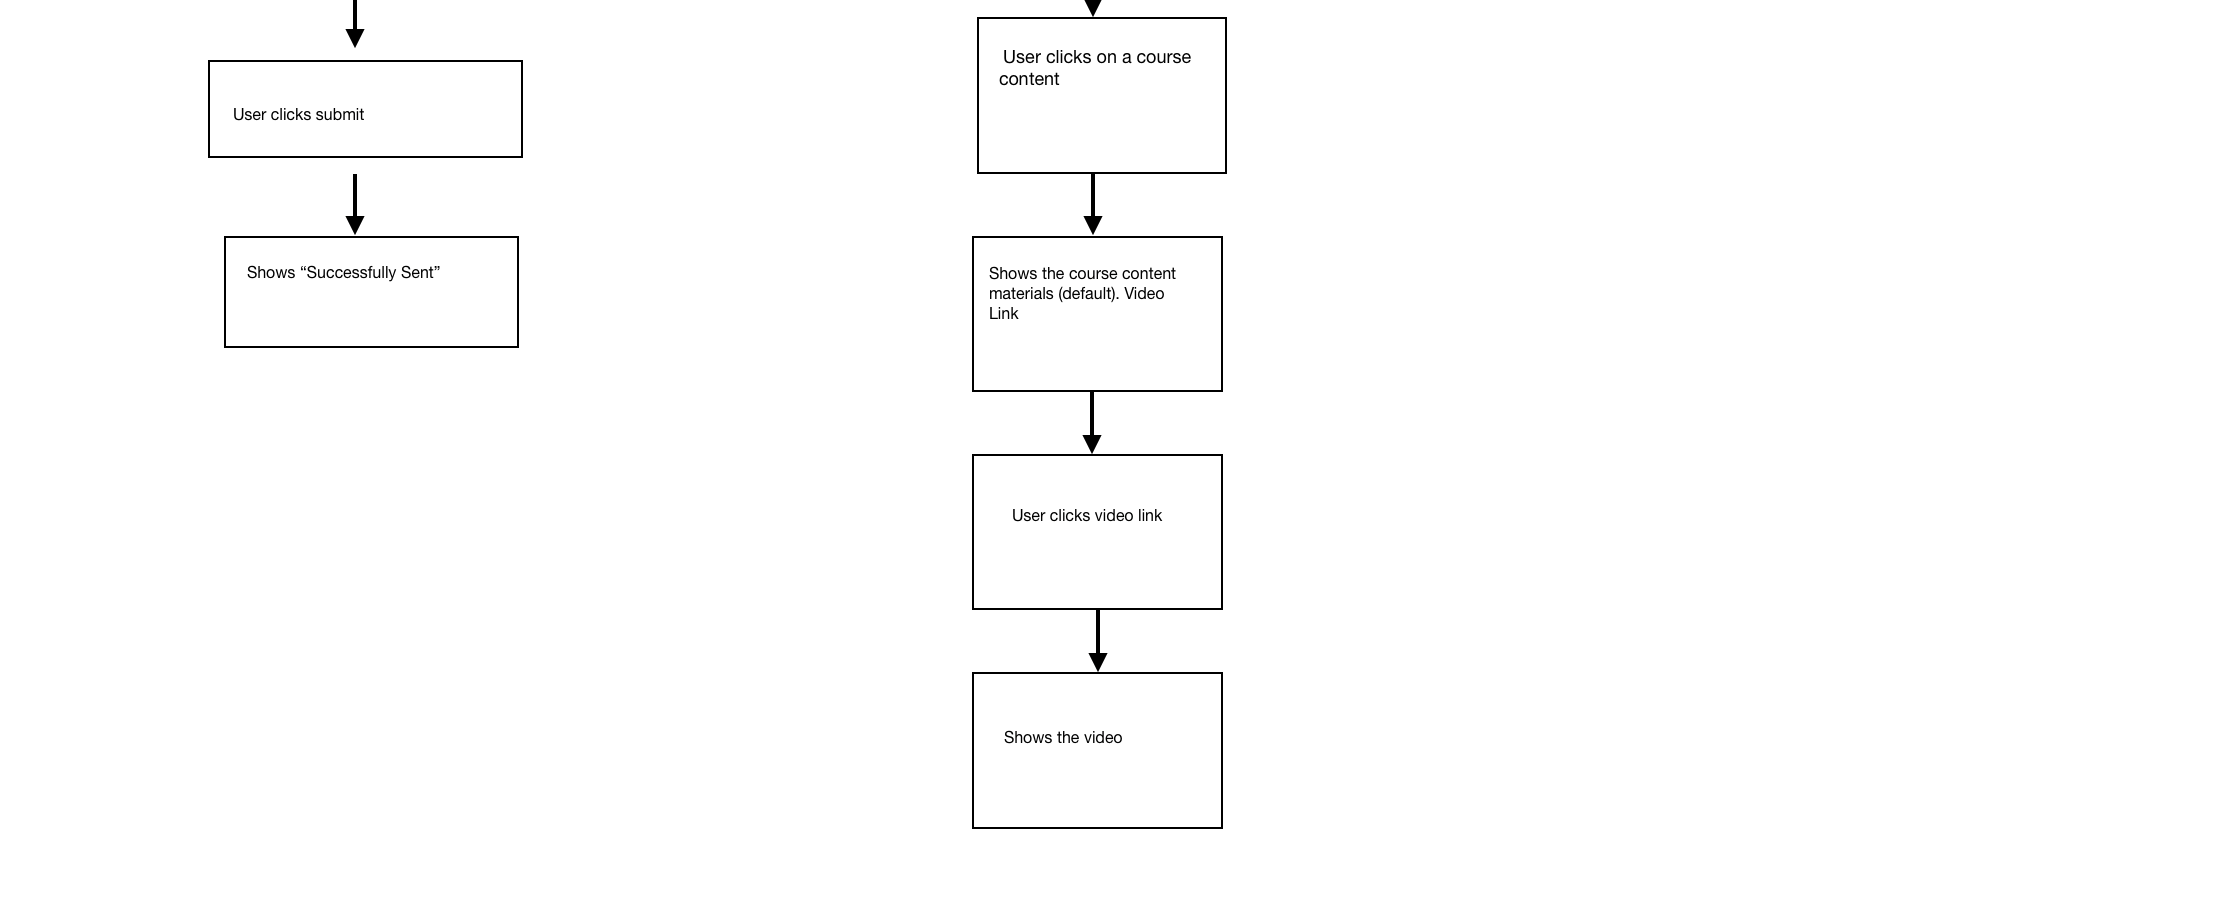 User clicks submit
Shows “Successfully Sent”
User clicks on a course
content
Shows the course content
materials (default). Video
Link
User clicks video link
Shows the video